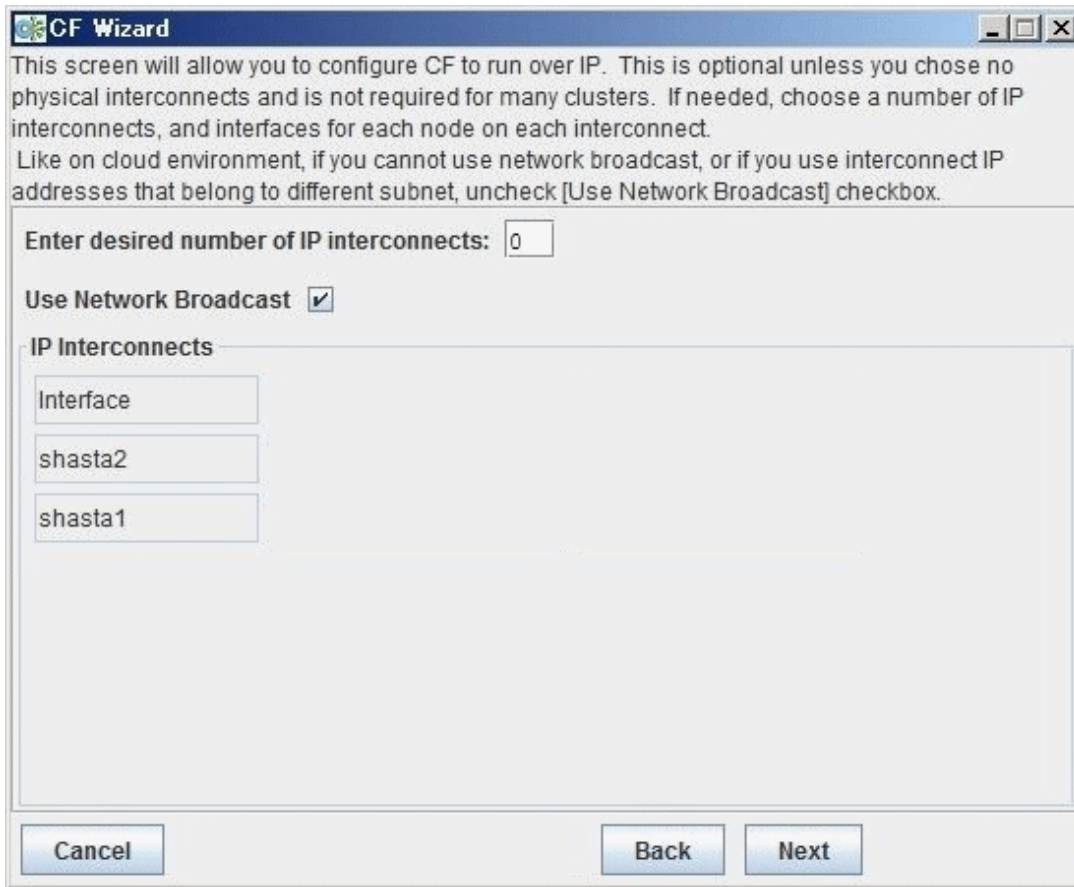 CF Wizard
This screen will allow you to configure CF to run over IP. This is optional unless you chose no
physical interconnects and is not required for many clusters. If needed, choose a number of IP
interconnects, and interfaces for each node on each interconnect.
Like on cloud environment, if you cannot use network broadcast, or if you use interconnect IP
addresses that belong to different subnet, uncheck [Use Network Broadcast] checkbox.
Enter desired number of IP interconnects: 0
Use Network Broadcast
IP Interconnects
Interface
shasta2
shasta1
Cancel Back Next